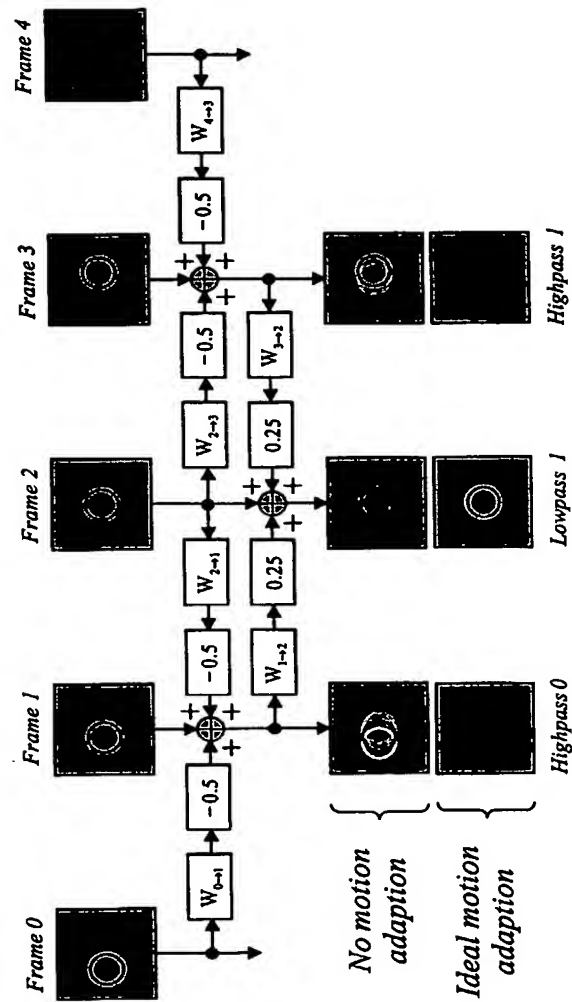 Frame 0
Frame 1
Frame 2
Frame 3
Frame 4
W0→1
-0.5
-0.5
W2→1
W2→3
-0.5
-0.5
W4→3
+
+
+
+
+
+
W1→2
0.25
0.25
W3→2
+
+
+
No motion
adaption
Ideal motion
adaption
Highpass 0
Lowpass 1
Highpass 1